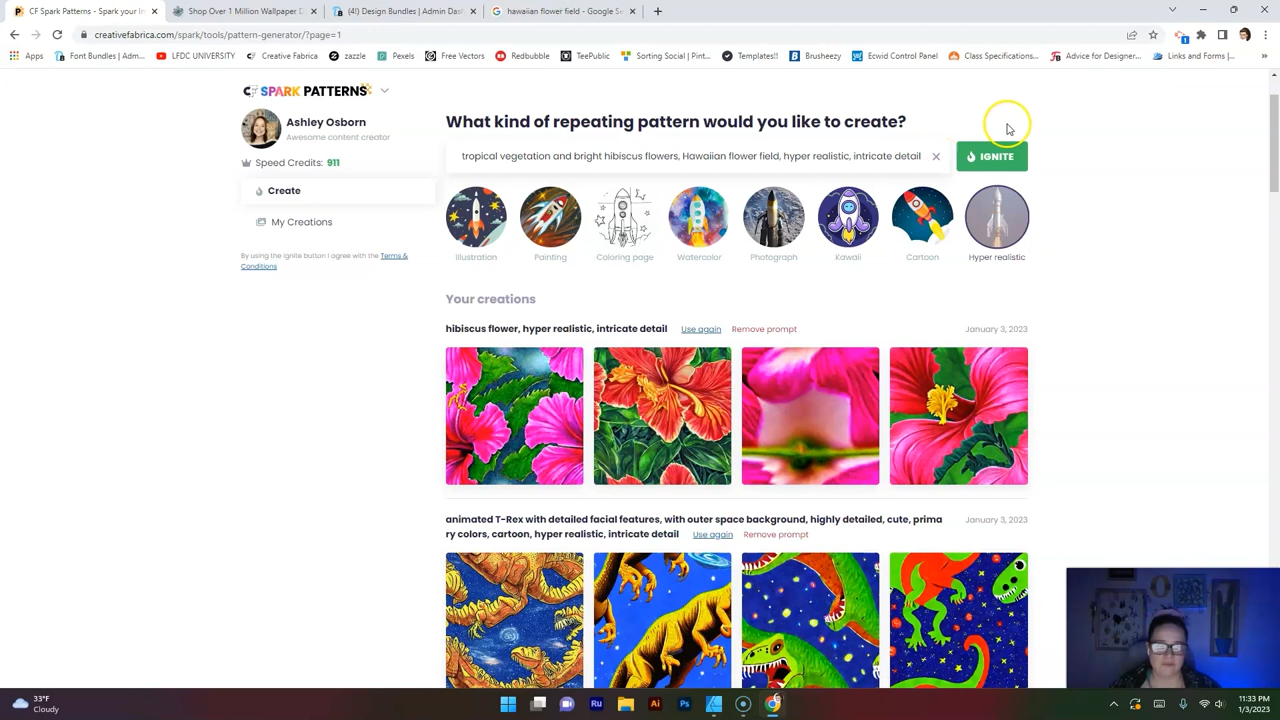 CF Spark Patterns - Spark your In
Shop Over 1 Million Wallpaper D
(4) Design Bundles | Admin Dash
hawaiian flower field - Google Se
creativefabrica.com/spark/tools/pattern-generator/?page=1
Apps
Font Bundles | Adm...
LFDC UNIVERSITY
Creative Fabrica
zazzle
Pexels
Free Vectors
Redbubble
TeePublic
Sorting Social | Pint...
Templates!!
Brusheezy
Ecwid Control Panel
Class Specifications...
Advice for Designer...
Links and Forms |...
CF SPARK PATTERNS
Ashley Osborn
Awesome content creator
Speed Credits: 911
Create
My Creations
By using the Ignite button I agree with the Terms &
Conditions
What kind of repeating pattern would you like to create?
tropical vegetation and bright hibiscus flowers, Hawaiian flower field, hyper realistic, intricate detail
IGNITE
Illustration
Painting
Coloring page
Watercolor
Photograph
Kawaii
Cartoon
Hyper realistic
Your creations
hibiscus flower, hyper realistic, intricate detail Use again Remove prompt January 3, 2023
animated T-Rex with detailed facial features, with outer space background, highly detailed, cute, prima
ry colors, cartoon, hyper realistic, intricate detail Use again Remove prompt
January 3, 2023
33°F
Cloudy
11:33 PM
1/3/2023